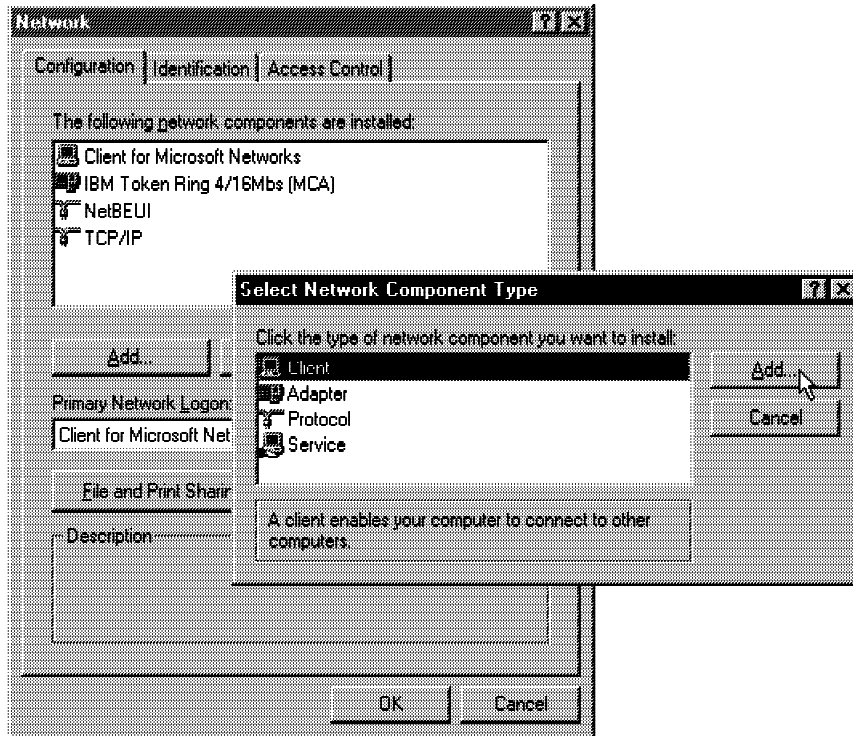 Network
Configuration Identification Access Control
The following network components are installed:
Client for Microsoft Networks
IBM Token Ring 4/16Mbs (MCA)
NetBEUI
TCP/IP
Add...
Primary Network Logon:
Client for Microsoft Net
File and Print Sharin
Description
OK Cancel
Select Network Component Type
Click the type of network component you want to install:
Client
Adapter
Protocol
Service
Add...
Cancel
A client enables your computer to connect to other
computers.